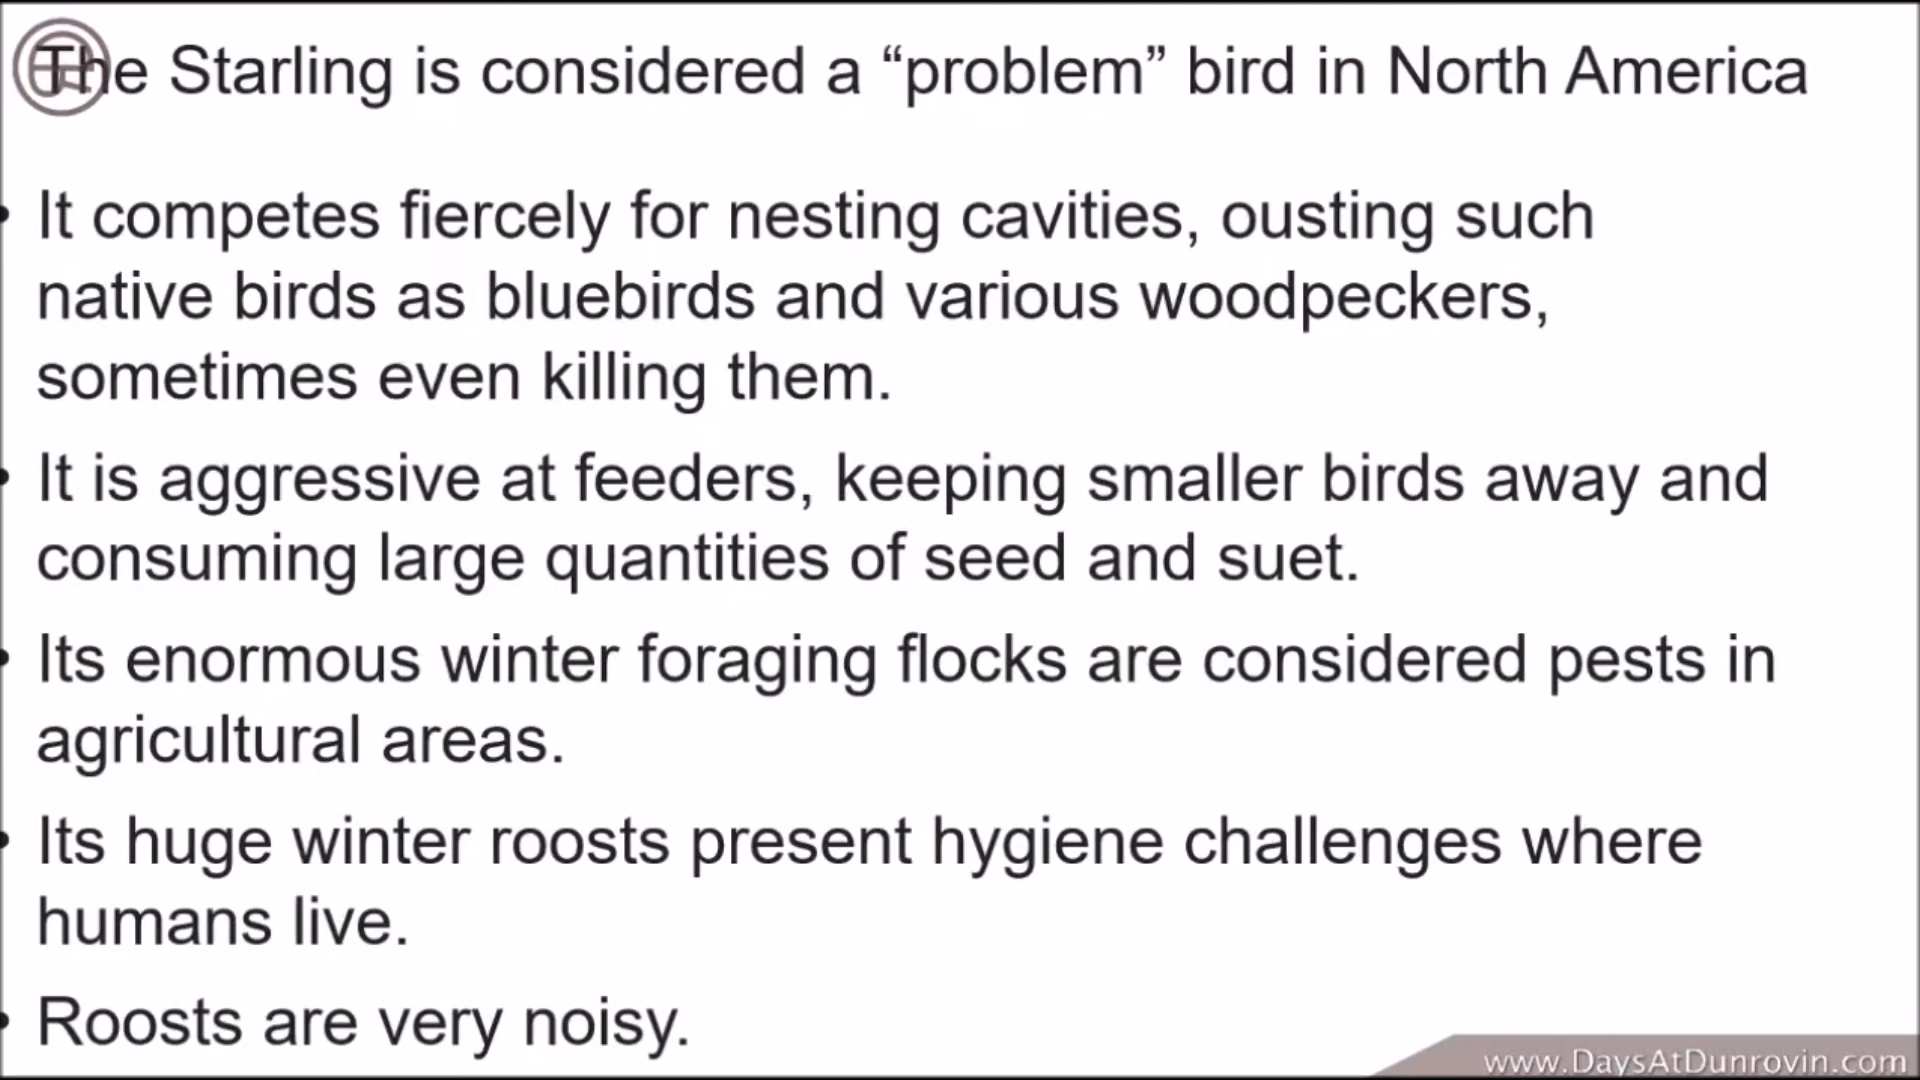 The Starling is considered a “problem” bird in North America
• It competes fiercely for nesting cavities, ousting such
native birds as bluebirds and various woodpeckers,
sometimes even killing them.
• It is aggressive at feeders, keeping smaller birds away and
consuming large quantities of seed and suet.
• Its enormous winter foraging flocks are considered pests in
agricultural areas.
• Its huge winter roosts present hygiene challenges where
humans live.
• Roosts are very noisy.
www.DaysAtDunrovin.com